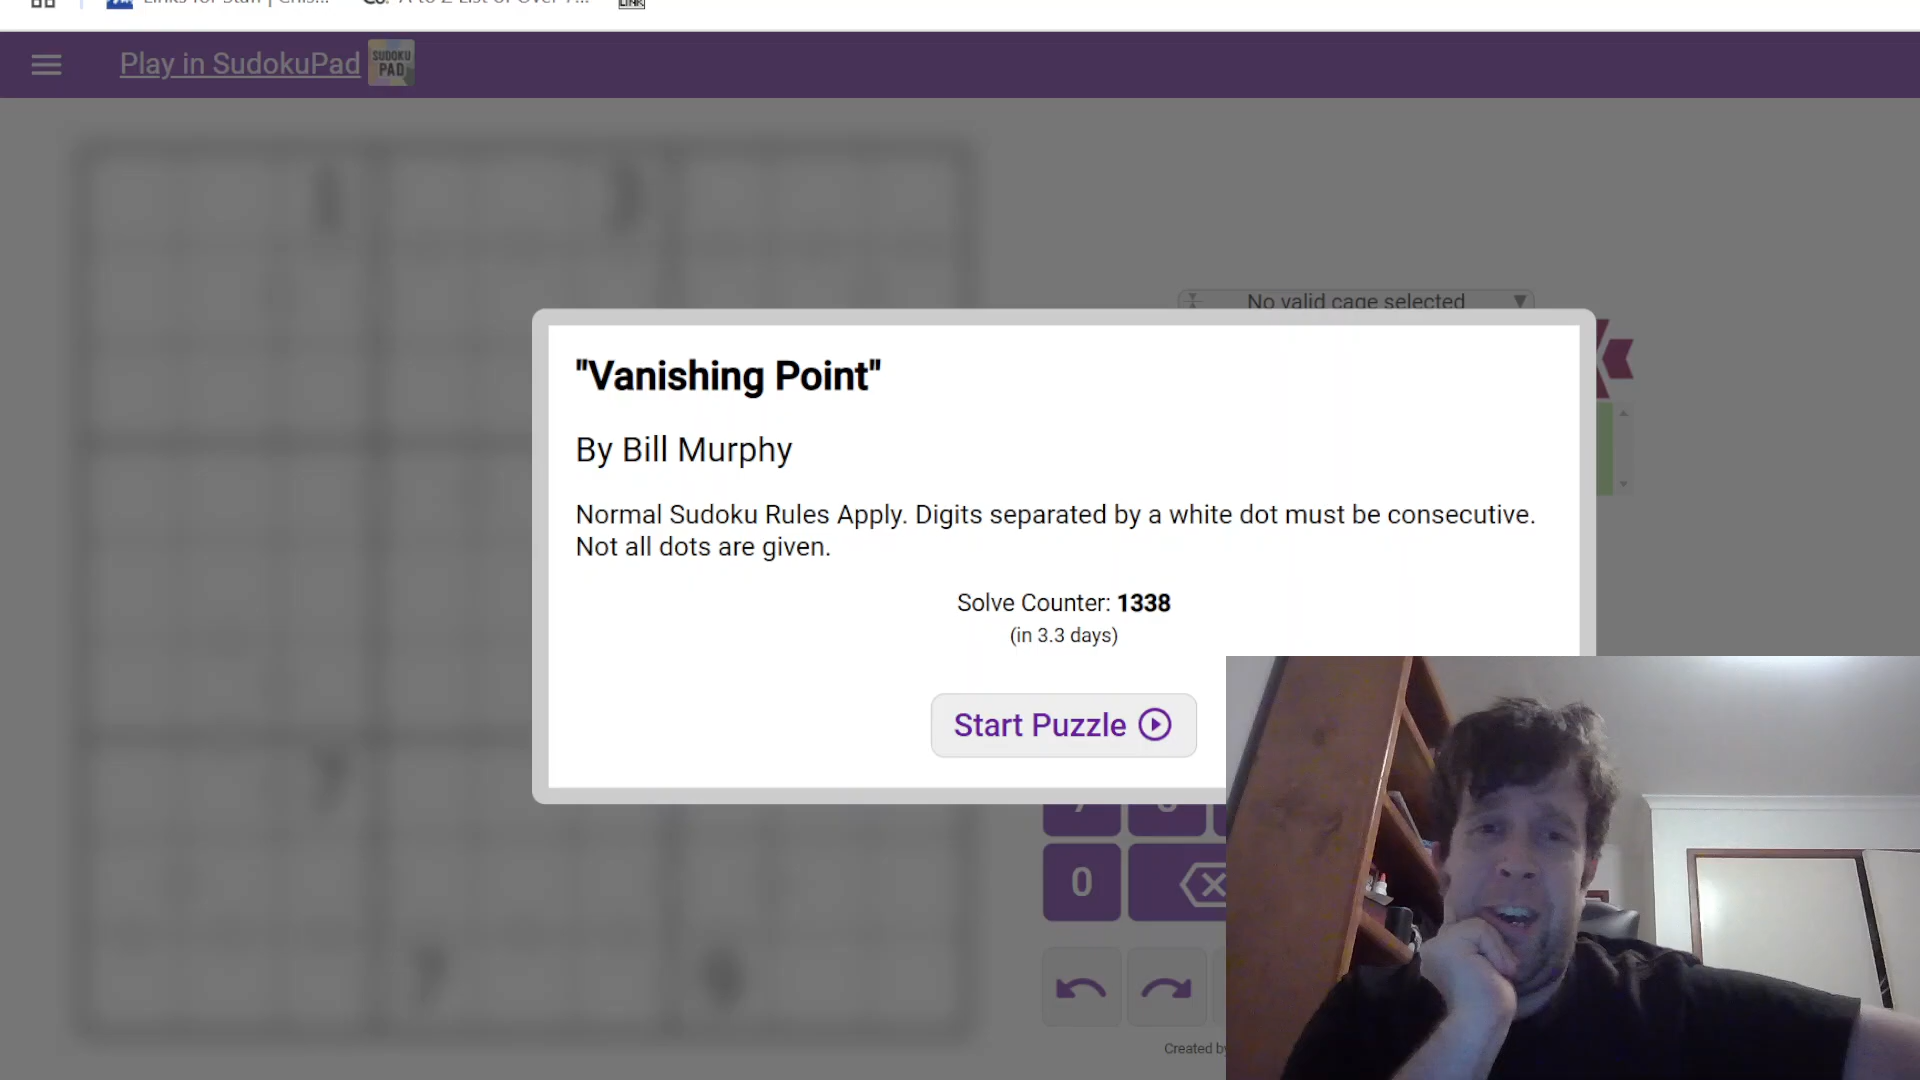 Play in SudokuPad
SUDOKU PAD
No valid cage selected
"Vanishing Point"
By Bill Murphy
Normal Sudoku Rules Apply. Digits separated by a white dot must be consecutive.
Not all dots are given.
Solve Counter: 1338
(in 3.3 days)
Start Puzzle
0
Created by